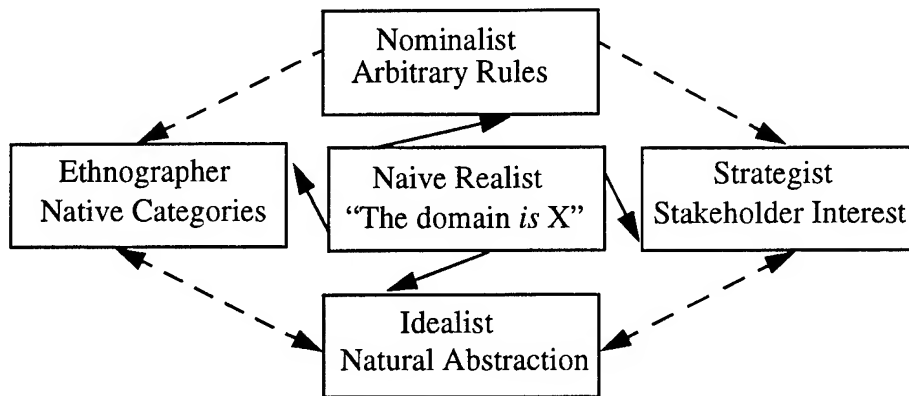 Nominalist
Arbitrary Rules
Ethnographer
Native Categories
Naive Realist
“The domain is X”
Strategist
Stakeholder Interest
Idealist
Natural Abstraction